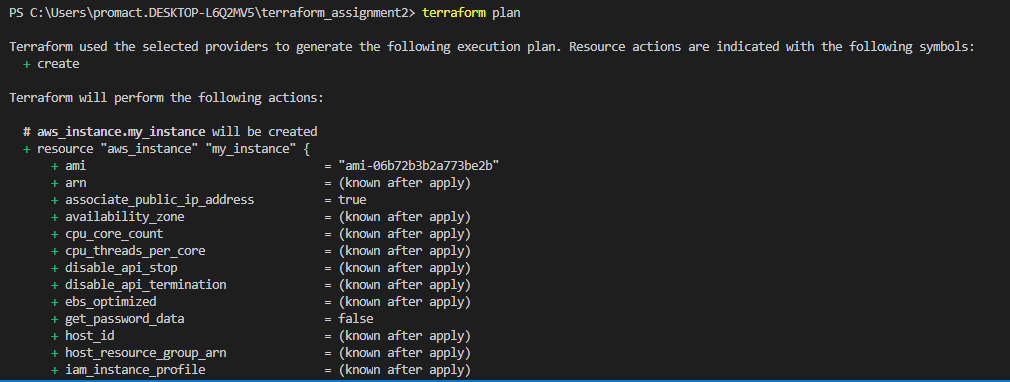 PS C:\Users\promact.DESKTOP-L6Q2MV5\terraform_assignment2> terraform plan
Terraform used the selected providers to generate the following execution plan. Resource actions are indicated with the following symbols:
+ create
Terraform will perform the following actions:
# aws_instance.my_instance will be created
+ resource "aws_instance" "my_instance" {
+ ami = "ami-06b72b3b2a773be2b"
+ arn = (known after apply)
+ associate_public_ip_address = true
+ availability_zone = (known after apply)
+ cpu_core_count = (known after apply)
+ cpu_threads_per_core = (known after apply)
+ disable_api_stop = (known after apply)
+ disable_api_termination = (known after apply)
+ ebs_optimized = (known after apply)
+ get_password_data = false
+ host_id = (known after apply)
+ host_resource_group_arn = (known after apply)
+ iam_instance_profile = (known after apply)